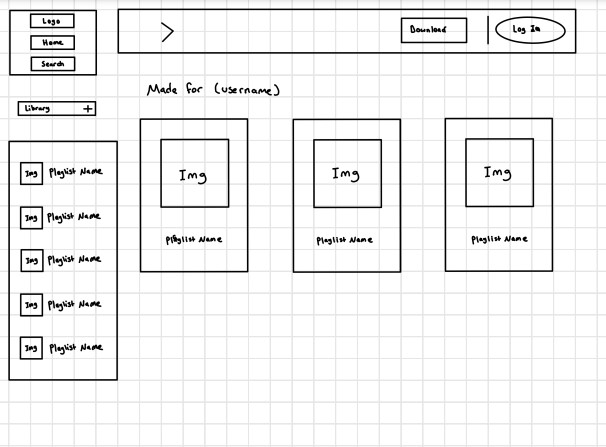 Logo
Home
Search
Download
Log In
Library +
Made for (username)
Img Playlist Name
Img Playlist Name
Img Playlist Name
Img Playlist Name
Img Playlist Name
Img
Playlist Name
Img
Playlist Name
Img
Playlist Name